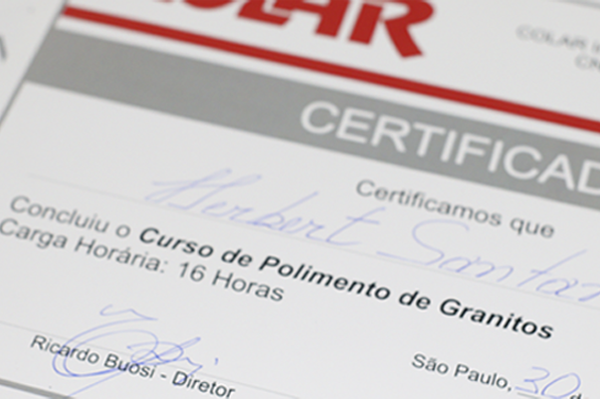 COLAR
COLAR
CERTIFICAD
Certificamos que
Herbert Santan
Concluiu o Curso de Polimento de Granitos
Carga Horária: 16 Horas
São Paulo, 30 d
Ricardo Buosi - Diretor